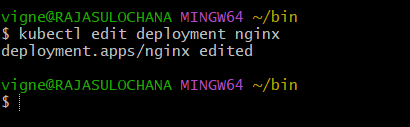 vigne@RAJASULOCHANA MINGW64 ~/bin
$ kubectl edit deployment nginx
deployment.apps/nginx edited
vigne@RAJASULOCHANA MINGW64 ~/bin
$